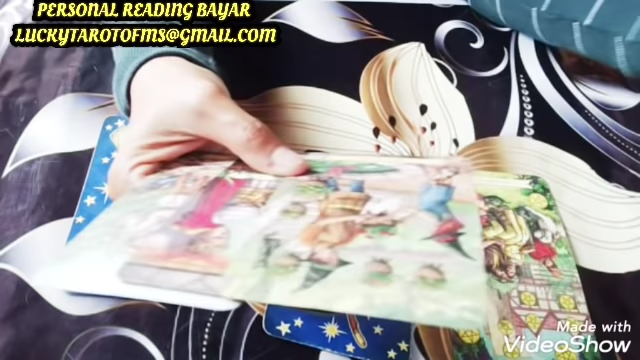 PERSONAL READING BAYAR
LUCKYTAROTOFMS@GMAIL.COM
Made with
VideoShow